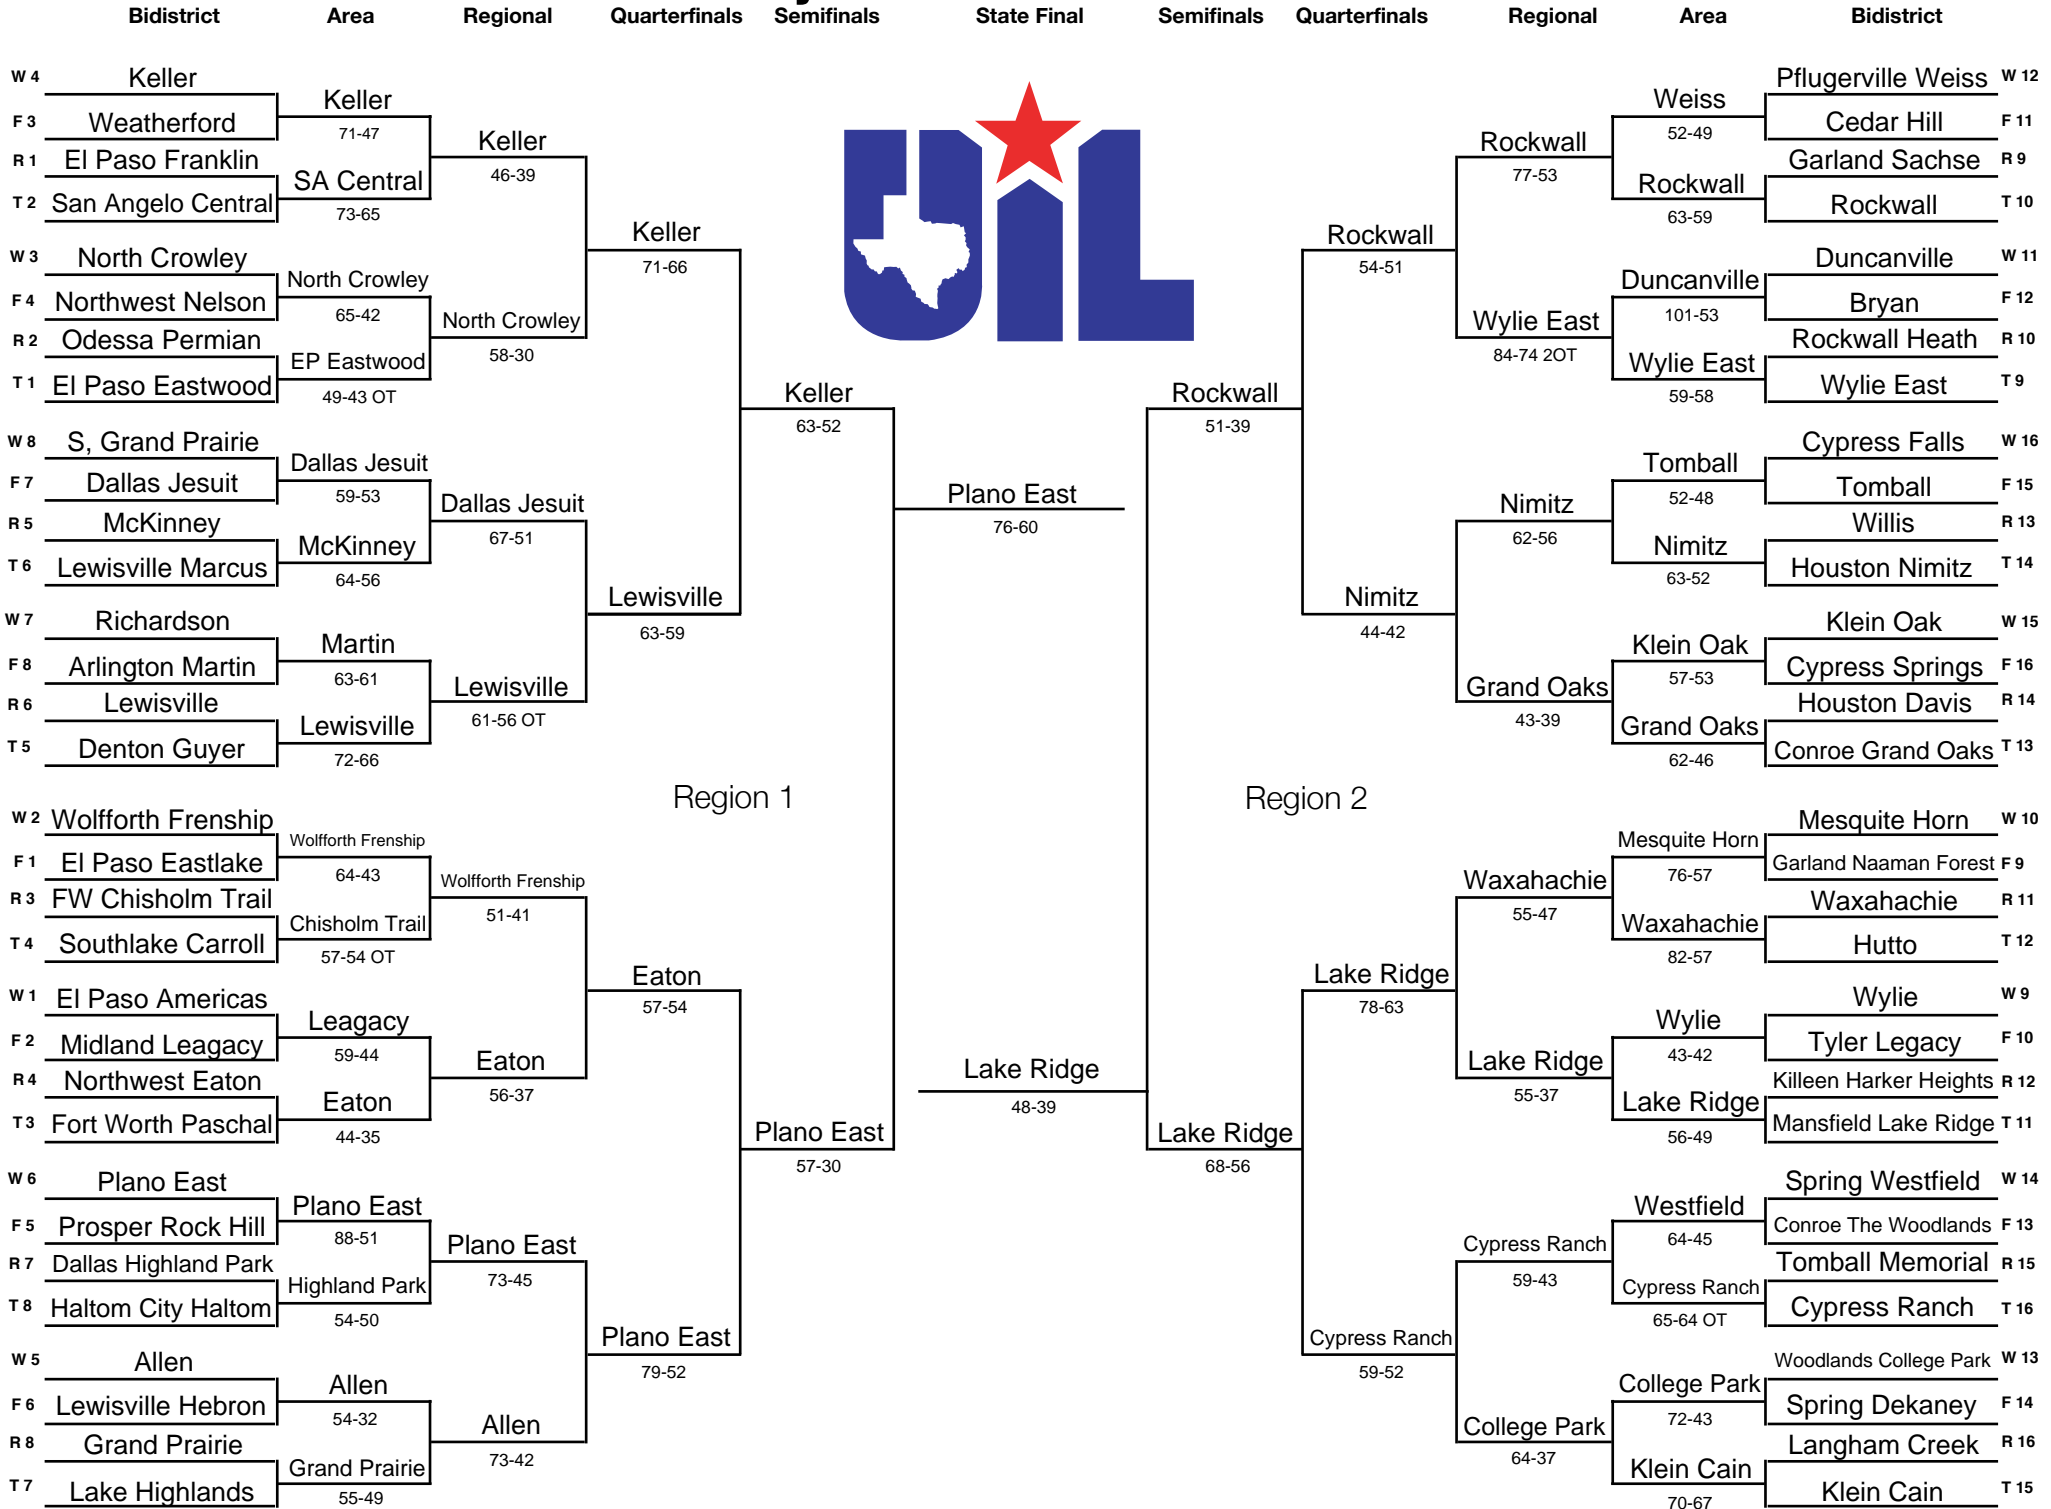 Bidistrict Area Regional Quarterfinals Semifinals State Final Semifinals Quarterfinals Regional Area Bidistrict
W 4 Keller
Keller
F 3 Weatherford
71-47
Keller
R 1 El Paso Franklin
46-39
SA Central
T 2 San Angelo Central
73-65
Keller
71-66
W 3 North Crowley
North Crowley
F 4 Northwest Nelson
65-42
North Crowley
R 2 Odessa Permian
58-30
EP Eastwood
T 1 El Paso Eastwood
49-43 OT
Keller
63-52
W 8 S, Grand Prairie
Dallas Jesuit
F 7 Dallas Jesuit
59-53
Dallas Jesuit
R 5 McKinney
67-51
McKinney
T 6 Lewisville Marcus
64-56
Lewisville
63-59
W 7 Richardson
Martin
F 8 Arlington Martin
63-61
Lewisville
R 6 Lewisville
61-56 OT
Lewisville
T 5 Denton Guyer
72-66
Region 1
Plano East
76-60
W 2 Wolfforth Frenship
Wolfforth Frenship
F 1 El Paso Eastlake
64-43
Wolfforth Frenship
R 3 FW Chisholm Trail
51-41
Chisholm Trail
T 4 Southlake Carroll
57-54 OT
Eaton
57-54
W 1 El Paso Americas
Leagacy
F 2 Midland Leagacy
59-44
Eaton
R 4 Northwest Eaton
56-37
Eaton
T 3 Fort Worth Paschal
44-35
Plano East
57-30
W 6 Plano East
Plano East
F 5 Prosper Rock Hill
88-51
Plano East
R 7 Dallas Highland Park
73-45
Highland Park
T 8 Haltom City Haltom
54-50
Plano East
79-52
W 5 Allen
Allen
F 6 Lewisville Hebron
54-32
Allen
R 8 Grand Prairie
73-42
Grand Prairie
T 7 Lake Highlands
55-49
UIL
Pflugerville Weiss W 12
Weiss
Cedar Hill F 11
52-49
Rockwall
Garland Sachse R 9
77-53
Rockwall
Rockwall T 10
63-59
Rockwall
54-51
Duncanville W 11
Duncanville
Bryan F 12
101-53
Wylie East
Rockwall Heath R 10
84-74 2OT
Wylie East
Wylie East T 9
59-58
Rockwall
51-39
Cypress Falls W 16
Tomball
Tomball F 15
52-48
Nimitz
Willis R 13
62-56
Nimitz
Houston Nimitz T 14
63-52
Nimitz
44-42
Klein Oak W 15
Klein Oak
Cypress Springs F 16
57-53
Grand Oaks
Houston Davis R 14
43-39
Grand Oaks
Conroe Grand Oaks T 13
62-46
Region 2
Lake Ridge
48-39
Mesquite Horn W 10
Mesquite Horn
Garland Naaman Forest F 9
76-57
Waxahachie
Waxahachie R 11
55-47
Waxahachie
Hutto T 12
82-57
Lake Ridge
78-63
Wylie W 9
Wylie
Tyler Legacy F 10
43-42
Lake Ridge
Killeen Harker Heights R 12
55-37
Lake Ridge
Mansfield Lake Ridge T 11
56-49
Lake Ridge
68-56
Spring Westfield W 14
Westfield
Conroe The Woodlands F 13
64-45
Cypress Ranch
Tomball Memorial R 15
59-43
Cypress Ranch
Cypress Ranch T 16
65-64 OT
Cypress Ranch
59-52
Woodlands College Park W 13
College Park
Spring Dekaney F 14
72-43
College Park
Langham Creek R 16
64-37
Klein Cain
Klein Cain T 15
70-67